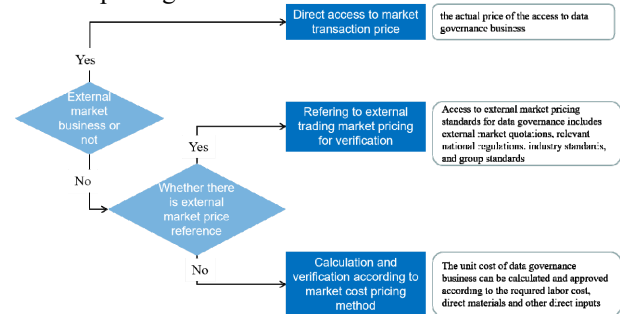 Direct access to market
transaction price
the actual price of the access to data
governance business
Yes
External
market
business or
not
Refering to external
trading market pricing
for verification
Access to external market pricing
standards for data governance includes
external market quotations, relevant
national regulations, industry standards,
and group standards
Yes
No
Whether there
is external
market price
reference
No
Calculation and
verification according to
market cost pricing
method
The unit cost of data governance
business can be calculated and approved
according to the required labor cost,
direct materials and other direct inputs